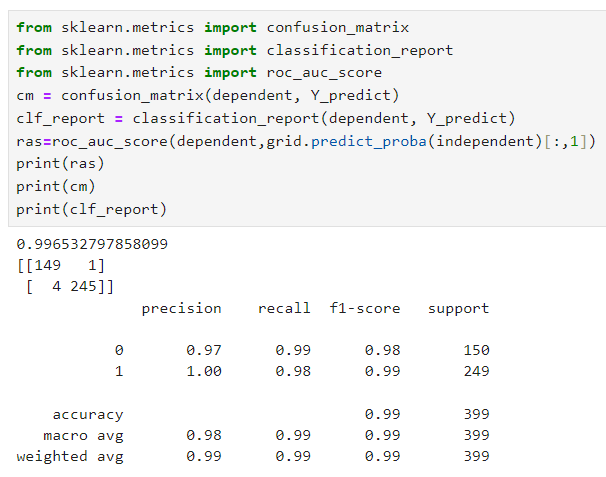 from sklearn.metrics import confusion_matrix
from sklearn.metrics import classification_report
from sklearn.metrics import roc_auc_score
cm = confusion_matrix(dependent, Y_predict)
clf_report = classification_report(dependent, Y_predict)
ras=roc_auc_score(dependent,grid.predict_proba(independent)[:,1])
print(ras)
print(cm)
print(clf_report)
0.996532797858099
[[149   1]
 [  4 245]]
              precision    recall  f1-score   support
           0       0.97      0.99      0.98       150
           1       1.00      0.98      0.99       249
    accuracy                           0.99       399
   macro avg       0.98      0.99      0.99       399
weighted avg       0.99      0.99      0.99       399